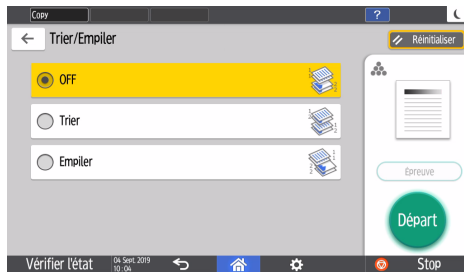 Copy
?
Trier/Empiler
Réinitialiser
OFF
Trier
Empiler
Épreuve
Départ
Vérifier l'état
04 Sept. 2019
10 : 04
Stop